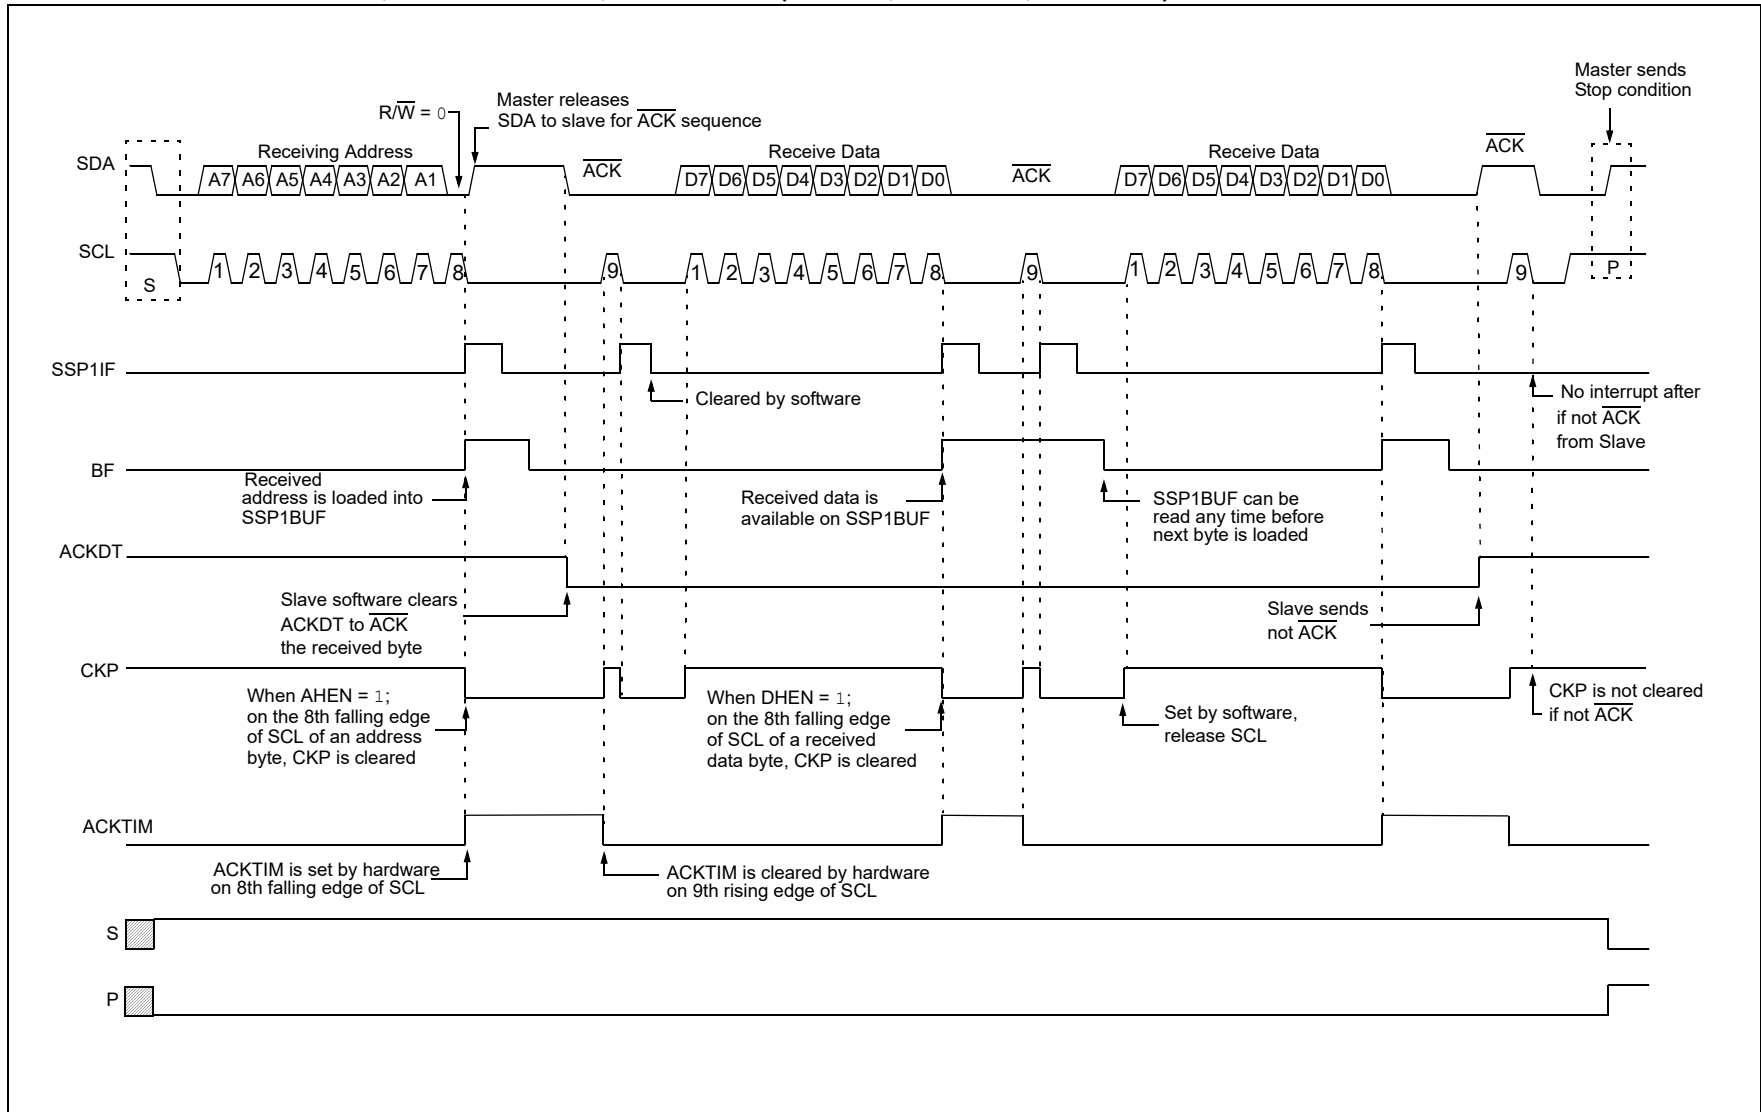 Master sends
Stop condition
R/W = 0
Master releases
SDA to slave for ACK sequence
SDA
Receiving Address
ACK
Receive Data
ACK
Receive Data
ACK
A7 A6 A5 A4 A3 A2 A1
D7 D6 D5 D4 D3 D2 D1 D0
D7 D6 D5 D4 D3 D2 D1 D0
SCL
S
1 2 3 4 5 6 7 8 9
1 2 3 4 5 6 7 8 9
1 2 3 4 5 6 7 8 9
P
SSP1IF
Cleared by software
No interrupt after
if not ACK
from Slave
BF
Received
address is loaded into
SSP1BUF
Received data is
available on SSP1BUF
SSP1BUF can be
read any time before
next byte is loaded
ACKDT
Slave software clears
ACKDT to ACK
the received byte
Slave sends
not ACK
CKP
When AHEN = 1;
on the 8th falling edge
of SCL of an address
byte, CKP is cleared
When DHEN = 1;
on the 8th falling edge
of SCL of a received
data byte, CKP is cleared
Set by software,
release SCL
CKP is not cleared
if not ACK
ACKTIM
ACKTIM is set by hardware
on 8th falling edge of SCL
ACKTIM is cleared by hardware
on 9th rising edge of SCL
S
P